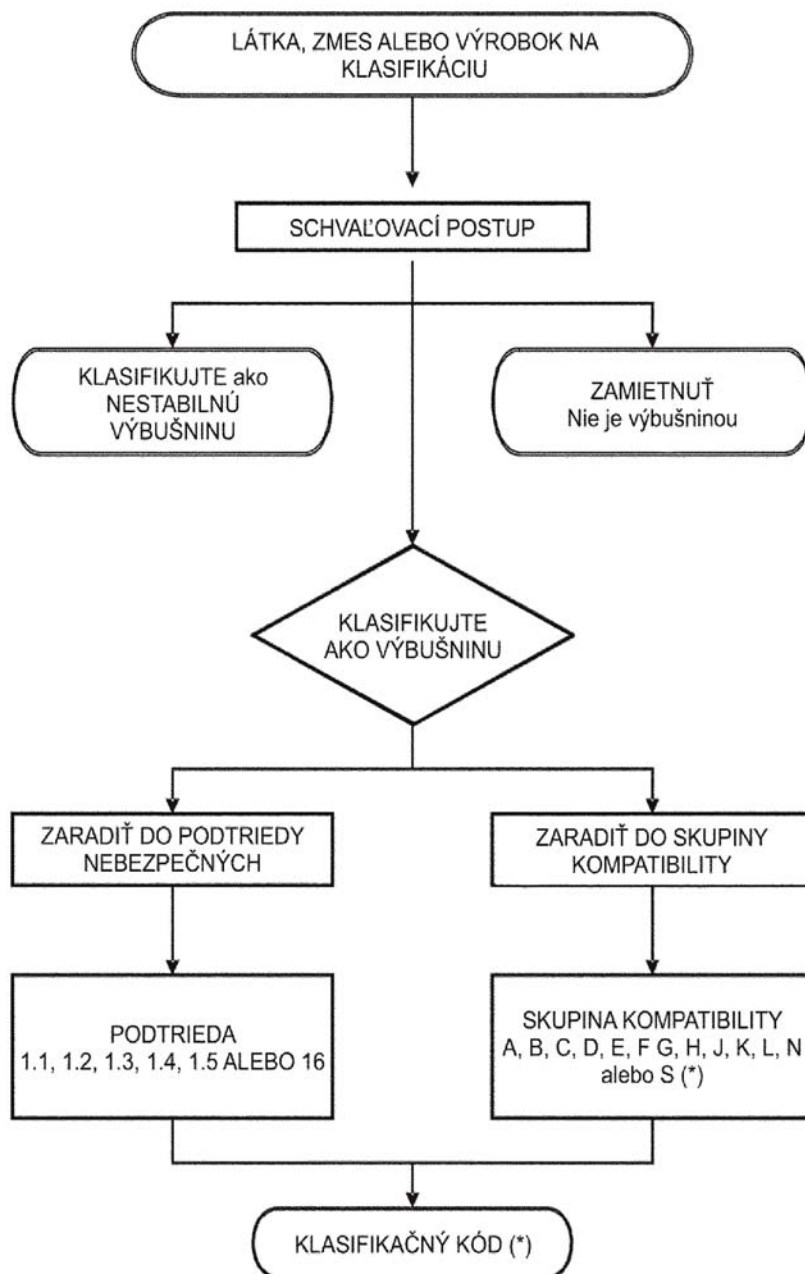 LÁTKA, ZMES ALEBO VÝROBOK NA
KLASIFIKÁCIU
SCHVAĽOVACÍ POSTUP
KLASIFIKUJTE ako
NESTABILNÚ
VÝBUŠNINU
ZAMIETNUŤ
Nie je výbušninou
KLASIFIKUJTE
AKO VÝBUŠNINU
ZARADIŤ DO PODTRIEDY
NEBEZPEČNÝCH
ZARADIŤ DO SKUPINY
KOMPATIBILITY
PODTRIEDA
1.1, 1.2, 1.3, 1.4, 1.5 ALEBO 16
SKUPINA KOMPATIBILITY
A, B, C, D, E, F G, H, J, K, L, N
alebo S (*)
KLASIFIKAČNÝ KÓD (*)